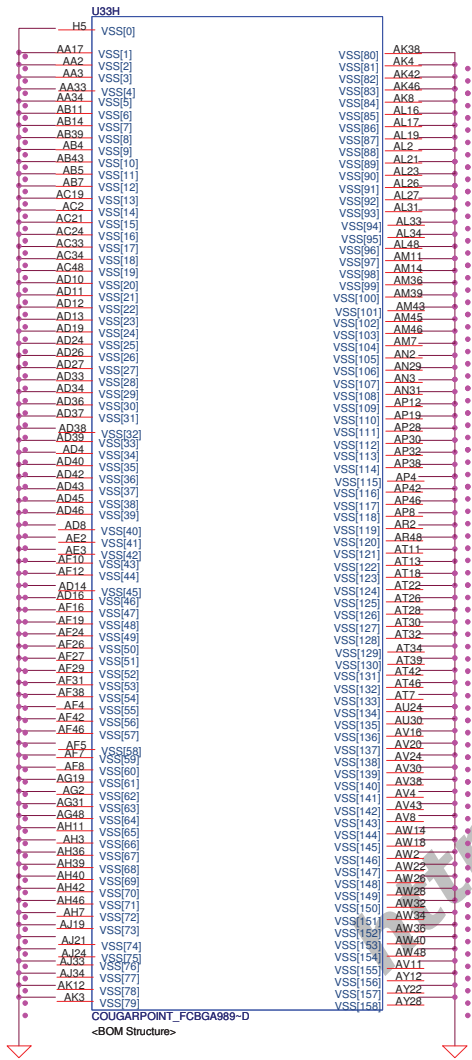 U33H
H5 VSS[0]
AA17 VSS[1]
AA2 VSS[2]
AA3 VSS[3]
AA33 VSS[4]
AA34 VSS[5]
AB11 VSS[6]
AB14 VSS[7]
AB39 VSS[8]
AB4 VSS[9]
AB43 VSS[10]
AB5 VSS[11]
AB7 VSS[12]
AC19 VSS[13]
AC2 VSS[14]
AC21 VSS[15]
AC24 VSS[16]
AC33 VSS[17]
AC34 VSS[18]
AC48 VSS[19]
AD10 VSS[20]
AD11 VSS[21]
AD12 VSS[22]
AD13 VSS[23]
AD19 VSS[24]
AD24 VSS[25]
AD26 VSS[26]
AD27 VSS[27]
AD33 VSS[28]
AD34 VSS[29]
AD36 VSS[30]
AD37 VSS[31]
AD38 VSS[32]
AD39 VSS[33]
AD4 VSS[34]
AD40 VSS[35]
AD42 VSS[36]
AD43 VSS[37]
AD45 VSS[38]
AD46 VSS[39]
AD8 VSS[40]
AE2 VSS[41]
AE3 VSS[42]
AF10 VSS[43]
AF12 VSS[44]
AD14 VSS[45]
AD16 VSS[46]
AF16 VSS[47]
AF19 VSS[48]
AF24 VSS[49]
AF26 VSS[50]
AF27 VSS[51]
AF29 VSS[52]
AF31 VSS[53]
AF38 VSS[54]
AF4 VSS[55]
AF42 VSS[56]
AF46 VSS[57]
AF5 VSS[58]
AF7 VSS[59]
AF8 VSS[60]
AG19 VSS[61]
AG2 VSS[62]
AG31 VSS[63]
AG48 VSS[64]
AH11 VSS[65]
AH3 VSS[66]
AH36 VSS[67]
AH39 VSS[68]
AH40 VSS[69]
AH42 VSS[70]
AH46 VSS[71]
AH7 VSS[72]
AJ19 VSS[73]
AJ21 VSS[74]
AJ24 VSS[75]
AJ33 VSS[76]
AJ34 VSS[77]
AK12 VSS[78]
AK3 VSS[79]
VSS[80] AK38
VSS[81] AK4
VSS[82] AK42
VSS[83] AK46
VSS[84] AK8
VSS[85] AL16
VSS[86] AL17
VSS[87] AL19
VSS[88] AL2
VSS[89] AL21
VSS[90] AL23
VSS[91] AL26
VSS[92] AL27
VSS[93] AL31
VSS[94] AL33
VSS[95] AL34
VSS[96] AL48
VSS[97] AM11
VSS[98] AM14
VSS[99] AM36
VSS[100] AM39
VSS[101] AM43
VSS[102] AM45
VSS[103] AM46
VSS[104] AM7
VSS[105] AN2
VSS[106] AN29
VSS[107] AN3
VSS[108] AN31
VSS[109] AP12
VSS[110] AP19
VSS[111] AP28
VSS[112] AP30
VSS[113] AP32
VSS[114] AP38
VSS[115] AP4
VSS[116] AP42
VSS[117] AP46
VSS[118] AP8
VSS[119] AR2
VSS[120] AR48
VSS[121] AT11
VSS[122] AT13
VSS[123] AT18
VSS[124] AT22
VSS[125] AT26
VSS[126] AT28
VSS[127] AT30
VSS[128] AT32
VSS[129] AT34
VSS[130] AT39
VSS[131] AT42
VSS[132] AT46
VSS[133] AT7
VSS[134] AU24
VSS[135] AU30
VSS[136] AV16
VSS[137] AV20
VSS[138] AV24
VSS[139] AV30
VSS[140] AV38
VSS[141] AV4
VSS[142] AV43
VSS[143] AV8
VSS[144] AW14
VSS[145] AW18
VSS[146] AW2
VSS[147] AW22
VSS[148] AW26
VSS[149] AW28
VSS[150] AW32
VSS[151] AW34
VSS[152] AW36
VSS[153] AW40
VSS[154] AW48
VSS[155] AV11
VSS[156] AY12
VSS[157] AY22
VSS[158] AY28
COUGARPOINT_FCBGA989~D
<BOM Structure>